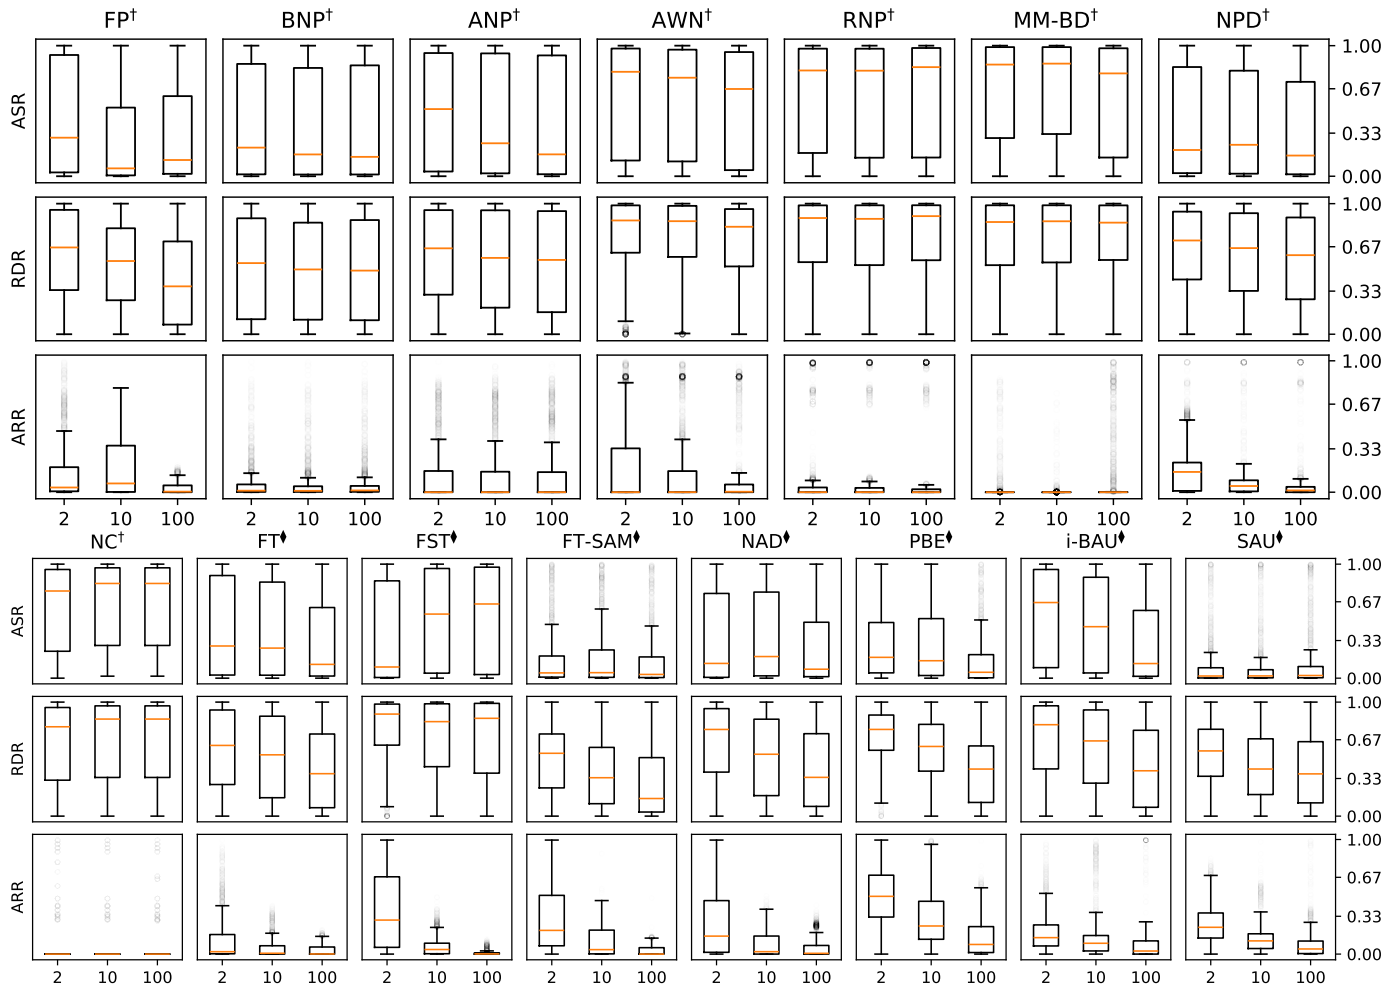 FP† BNP† ANP† AWN† RNP† MM-BD† NPD†
ASR 1.00 0.67 0.33 0.00
RDR 1.00 0.67 0.33 0.00
ARR 1.00 0.67 0.33 0.00
2 10 100 2 10 100 2 10 100 2 10 100 2 10 100 2 10 100 2 10 100
NC† FT♦ FST♦ FT-SAM♦ NAD♦ PBE♦ i-BAU♦ SAU♦
ASR 1.00 0.67 0.33 0.00
RDR 1.00 0.67 0.33 0.00
ARR 1.00 0.67 0.33 0.00
2 10 100 2 10 100 2 10 100 2 10 100 2 10 100 2 10 100 2 10 100 2 10 100